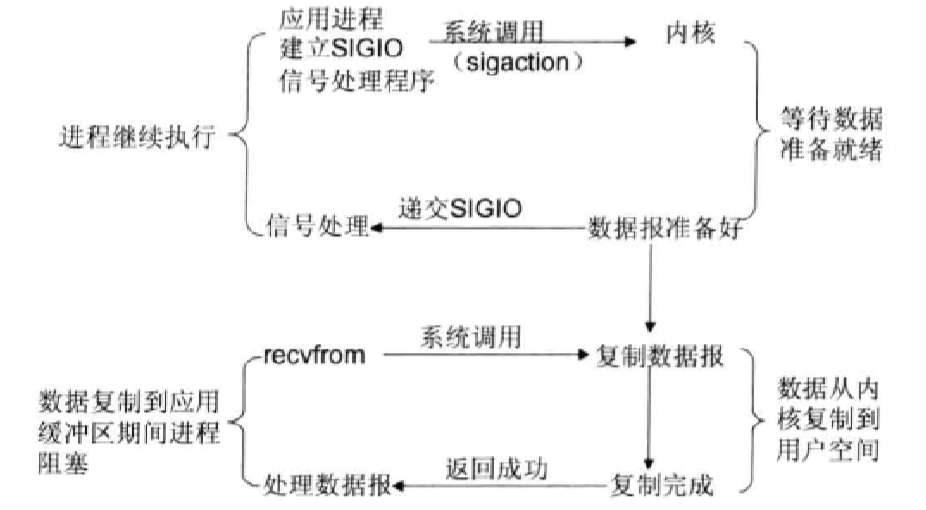 应用进程
建立SIGIO
信号处理程序
系统调用
（sigaction）
内核
进程继续执行
等待数据
准备就绪
信号处理
递交SIGIO
数据报准备好
recvfrom
系统调用
复制数据报
数据复制到应用
缓冲区期间进程
阻塞
数据从内
核复制到
用户空间
处理数据报
返回成功
复制完成